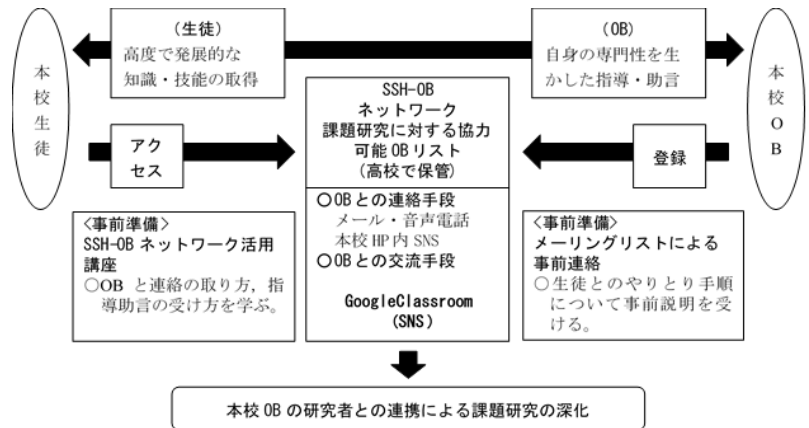 (生徒)
高度で発展的な
知識・技能の取得
(OB)
自身の専門性を生
かした指導・助言
本校生徒
本校OB
SSH-OB
ネットワーク
課題研究に対する協力
可能OBリスト
(高校で保管)
アク
セス
登録
○OBとの連絡手段
メール・音声電話
本校HP内SNS
○OBとの交流手段
GoogleClassroom
(SNS)
<事前準備>
SSH-OBネットワーク活用
講座
○OBと連絡の取り方，指
導助言の受け方を学ぶ。
<事前準備>
メーリングリストによる
事前連絡
○生徒とのやりとり手順
について事前説明を受
ける。
本校OBの研究者との連携による課題研究の深化